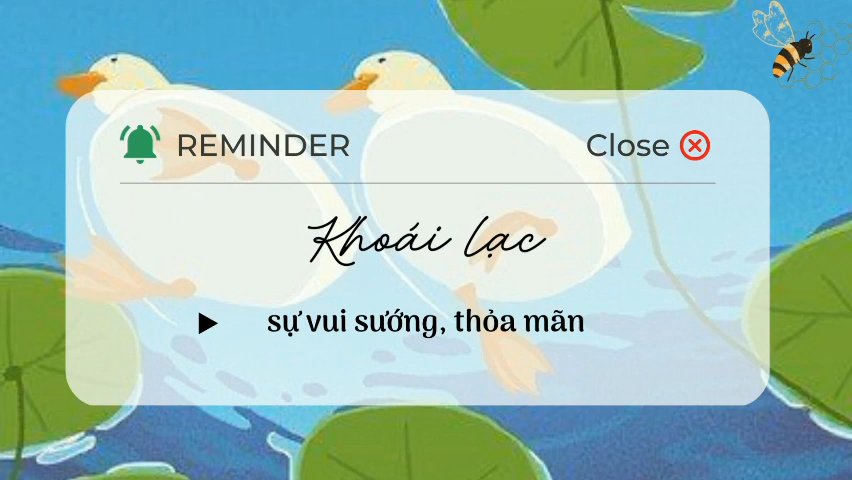 REMINDER
Close
Khoái lạc
sự vui sướng, thỏa mãn